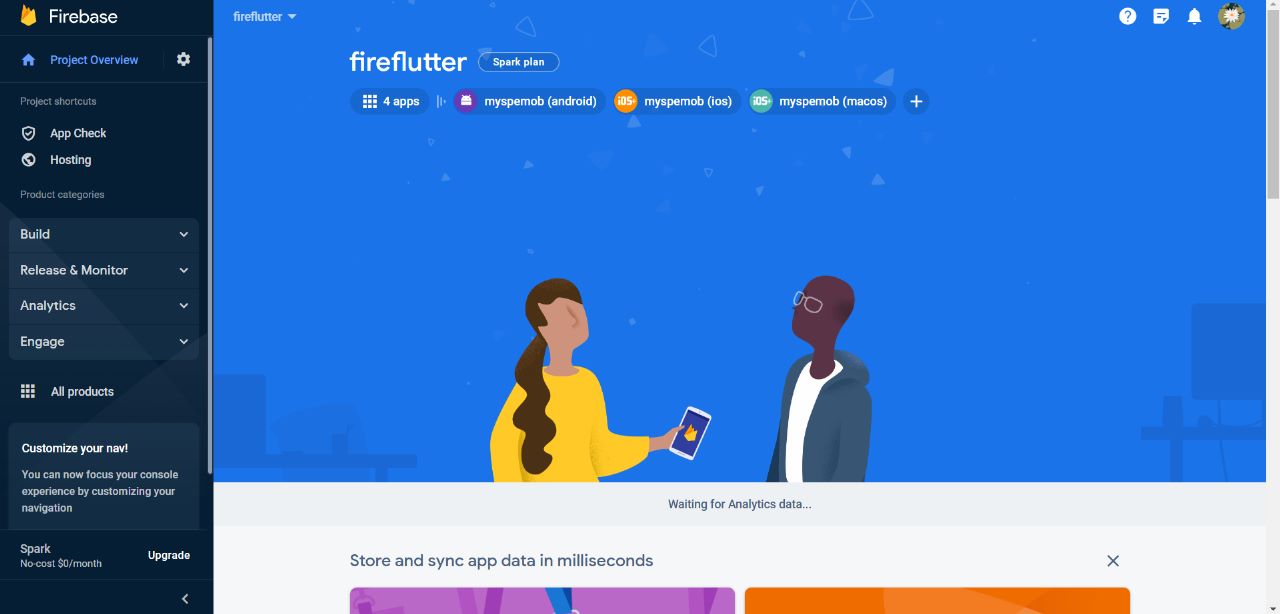 Firebase
Project Overview
Project shortcuts
App Check
Hosting
Product categories
Build
Release & Monitor
Analytics
Engage
All products
Customize your nav!
You can now focus your console
experience by customizing your
navigation
Spark
No-cost $0/month
Upgrade
fireflutter
fireflutter
Spark plan
4 apps
myspemob (android)
iOS+
myspemob (ios)
iOS+
myspemob (macos)
Waiting for Analytics data...
Store and sync app data in milliseconds